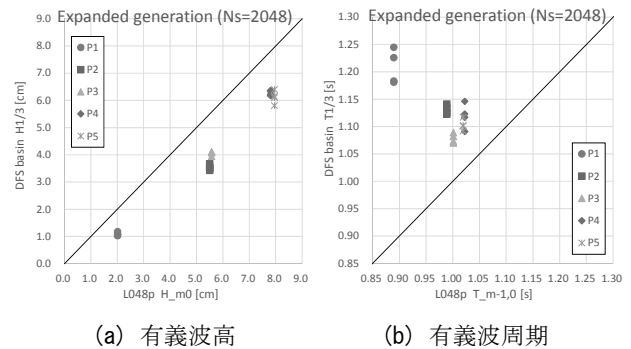 Expanded generation (Ns=2048)
9.0
8.0
7.0
6.0
5.0
4.0
3.0
2.0
1.0
0.0
DFS basin H1/3 [cm]
P1
P2
P3
P4
P5
0.0 1.0 2.0 3.0 4.0 5.0 6.0 7.0 8.0 9.0
L048p H_m0 [cm]
(a) 有義波高
Expanded generation (Ns=2048)
1.30
1.25
1.20
1.15
1.10
1.05
1.00
0.95
0.90
0.85
DFS basin T1/3 [s]
P1
P2
P3
P4
P5
0.85 0.90 0.95 1.00 1.05 1.10 1.15 1.20 1.25 1.30
L048p T_m-1,0 [s]
(b) 有義波周期